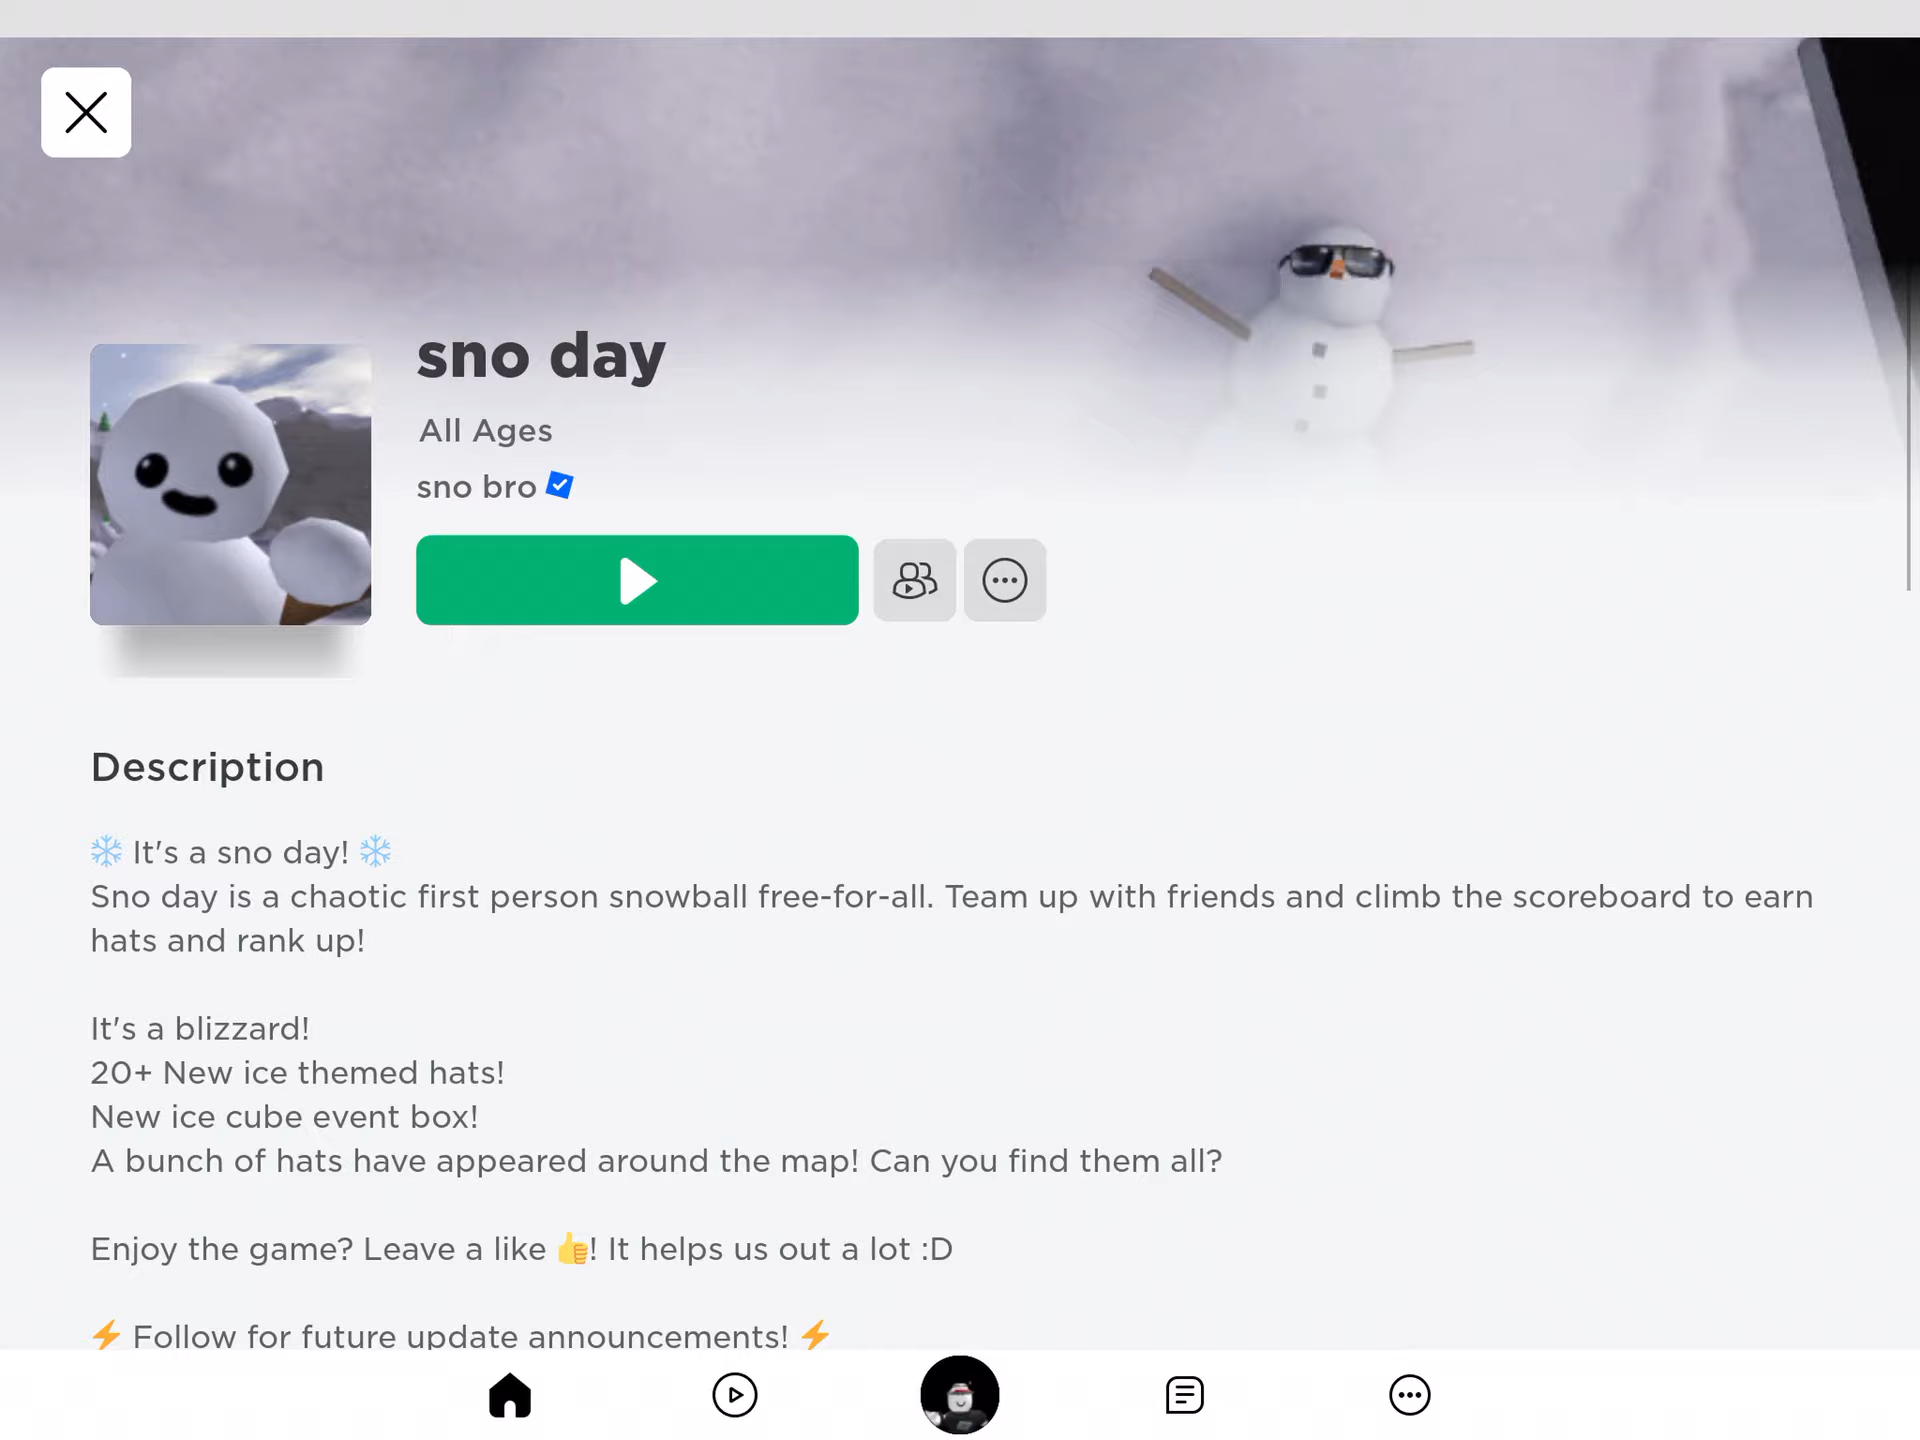 sno day
All Ages
sno bro
Description
❄️ It's a sno day! ❄️
Sno day is a chaotic first person snowball free-for-all. Team up with friends and climb the scoreboard to earn
hats and rank up!
It's a blizzard!
20+ New ice themed hats!
New ice cube event box!
A bunch of hats have appeared around the map! Can you find them all?
Enjoy the game? Leave a like 👍! It helps us out a lot :D
⚡ Follow for future update announcements! ⚡